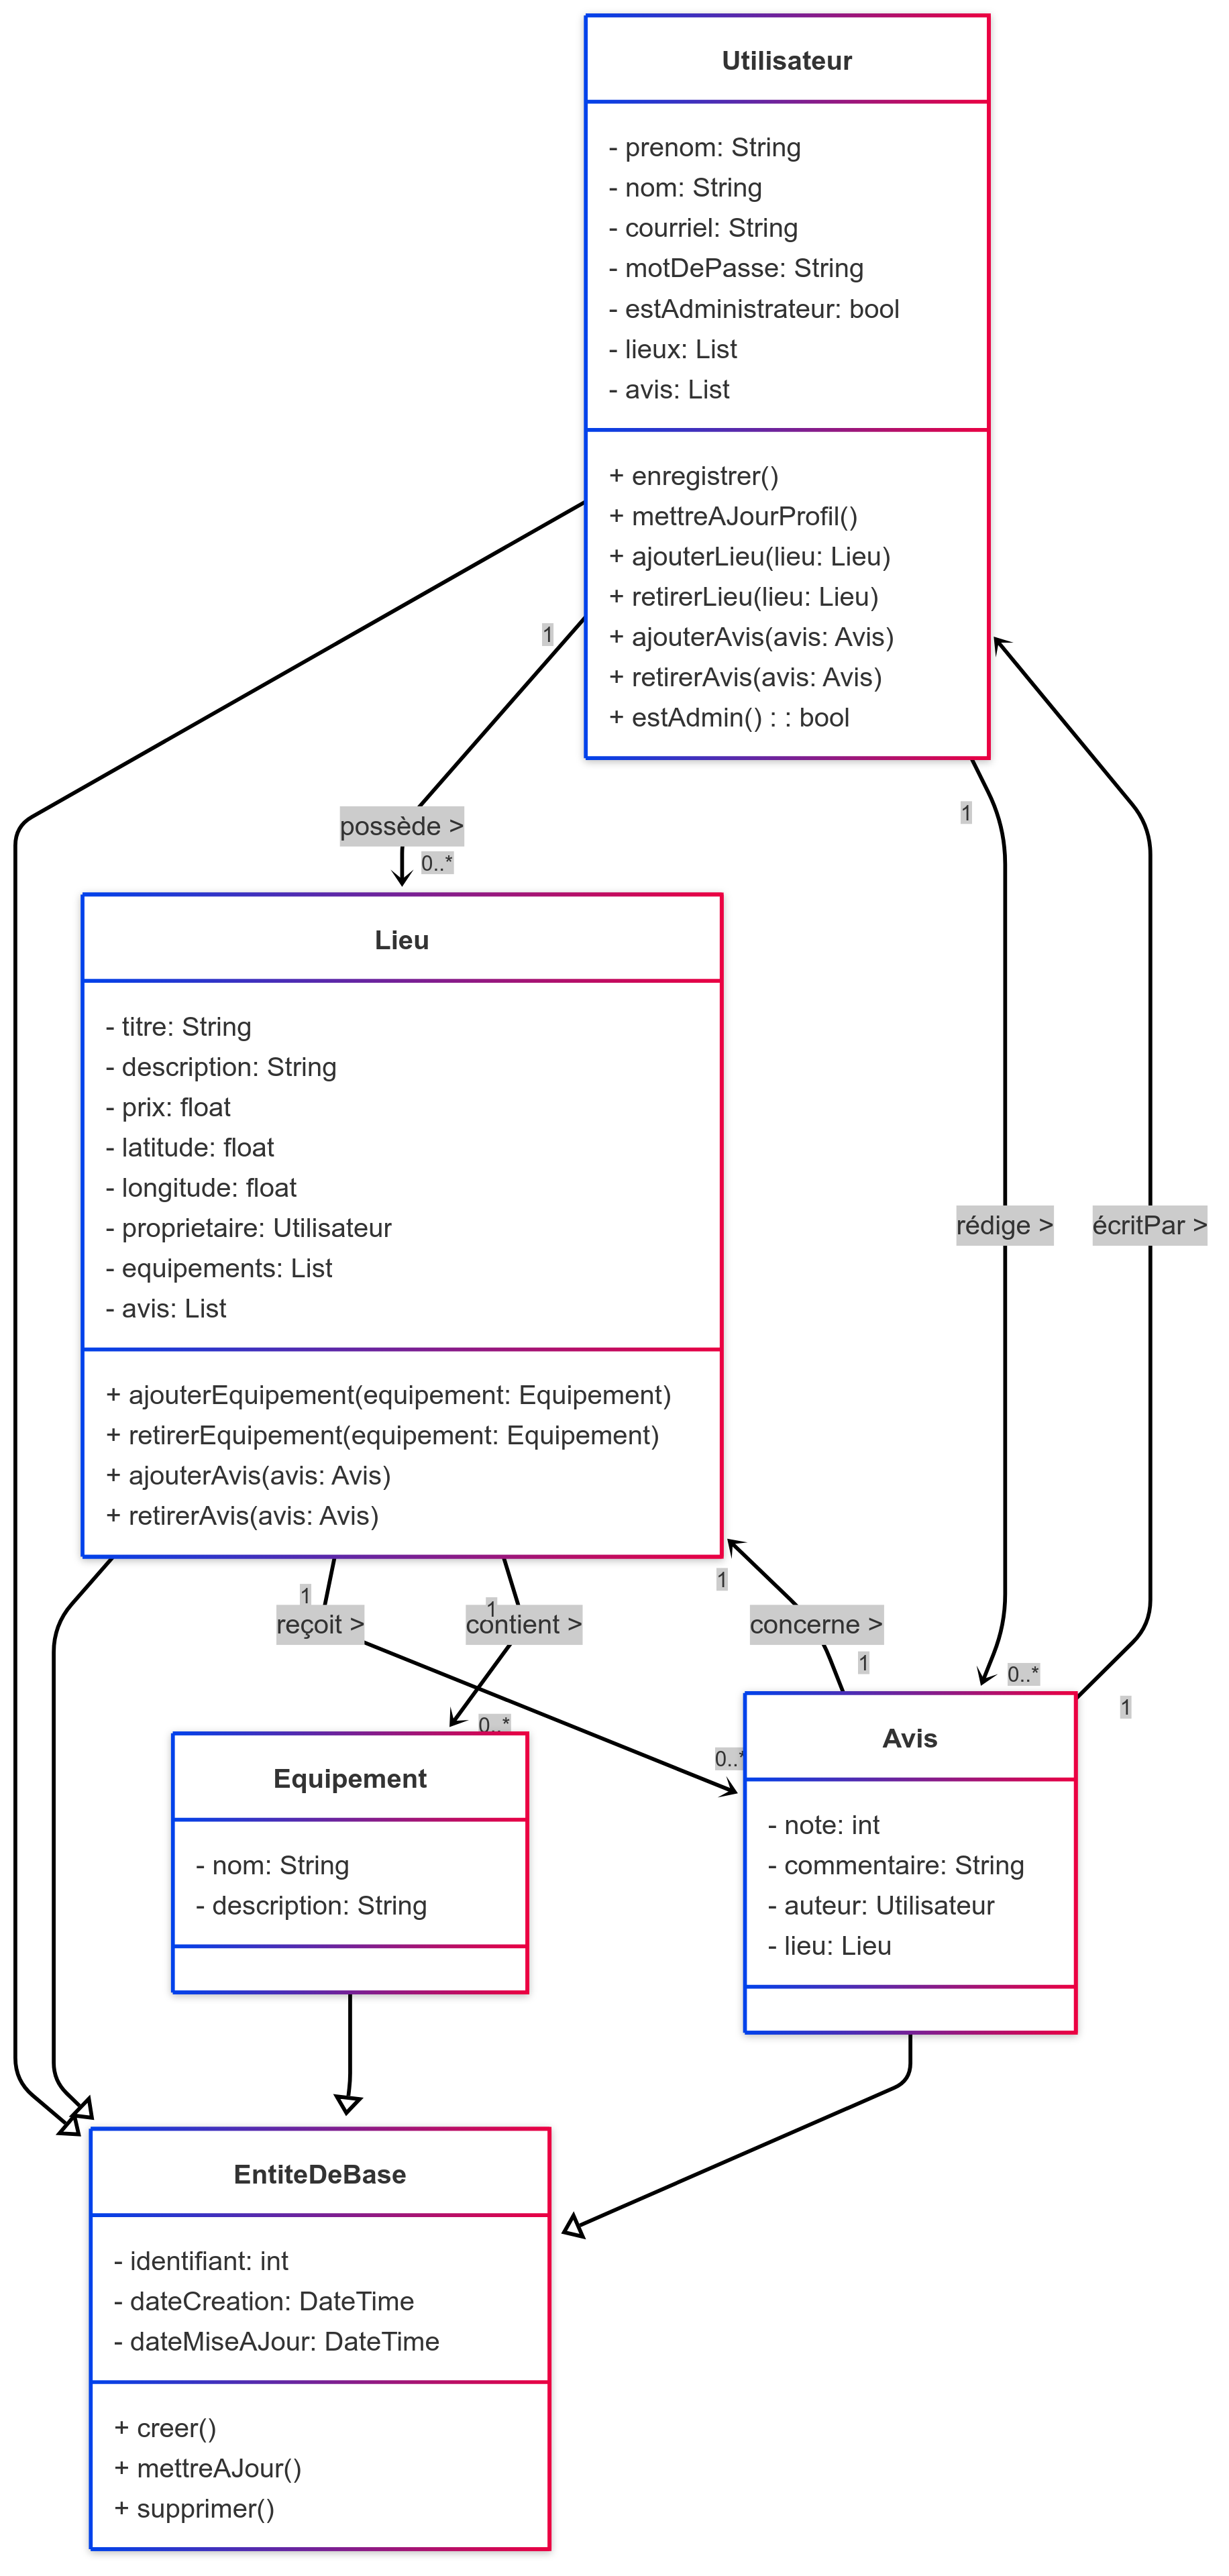 Utilisateur
- prenom: String
- nom: String
- courriel: String
- motDePasse: String
- estAdministrateur: bool
- lieux: List
- avis: List
+ enregistrer()
+ mettreAJourProfil()
+ ajouterLieu(lieu: Lieu)
+ retirerLieu(lieu: Lieu)
+ ajouterAvis(avis: Avis)
+ retirerAvis(avis: Avis)
+ estAdmin() : : bool
1
possède >
0..*
1
Lieu
- titre: String
- description: String
- prix: float
- latitude: float
- longitude: float
- proprietaire: Utilisateur
- equipements: List
- avis: List
+ ajouterEquipement(equipement: Equipement)
+ retirerEquipement(equipement: Equipement)
+ ajouterAvis(avis: Avis)
+ retirerAvis(avis: Avis)
rédige >
écritPar >
1
reçoit >
1
contient >
1
concerne >
1
0..*
1
0..*
0..*
Equipement
- nom: String
- description: String
Avis
- note: int
- commentaire: String
- auteur: Utilisateur
- lieu: Lieu
EntiteDeBase
- identifiant: int
- dateCreation: DateTime
- dateMiseAJour: DateTime
+ creer()
+ mettreAJour()
+ supprimer()